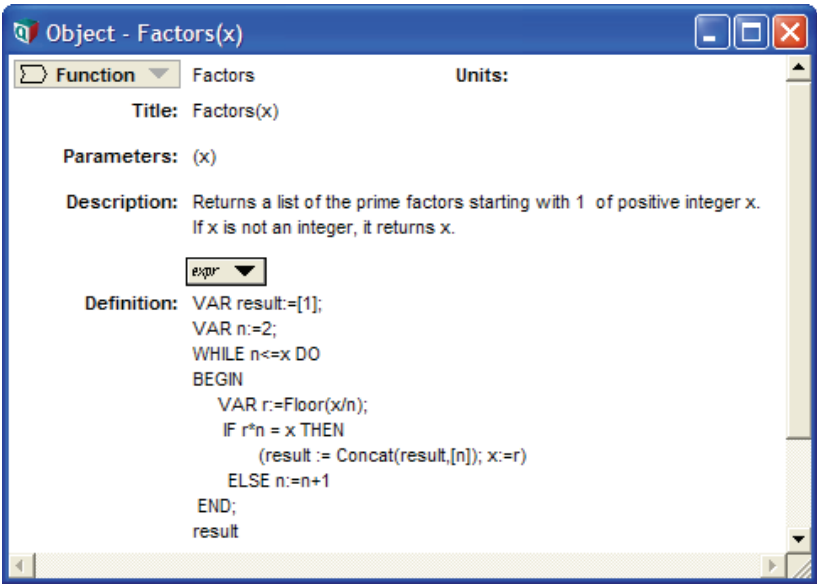 Object - Factors(x)
Function Factors Units:
Title: Factors(x)
Parameters: (x)
Description: Returns a list of the prime factors starting with 1 of positive integer x.
If x is not an integer, it returns x.
expr
Definition: VAR result:=[1];
VAR n:=2;
WHILE n<=x DO
BEGIN
VAR r:=Floor(x/n);
IF r*n = x THEN
(result := Concat(result,[n]); x:=r)
ELSE n:=n+1
END;
result